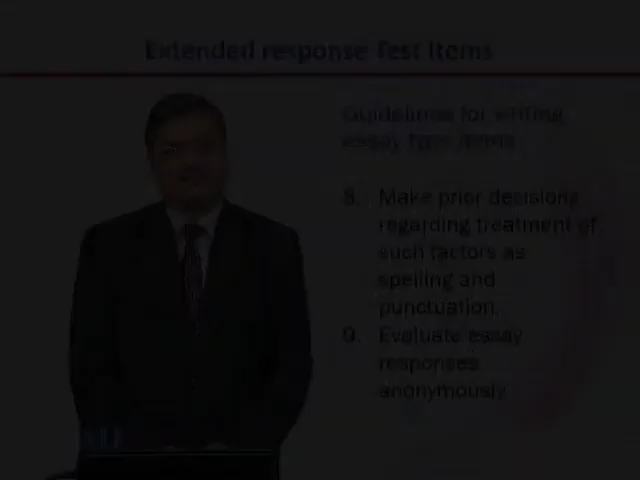 Extended response Test Items
Guidelines for writing
essay type items
8. Make prior decisions
regarding treatment of
such factors as
spelling and
punctuation.
9. Evaluate essay
responses
anonymously